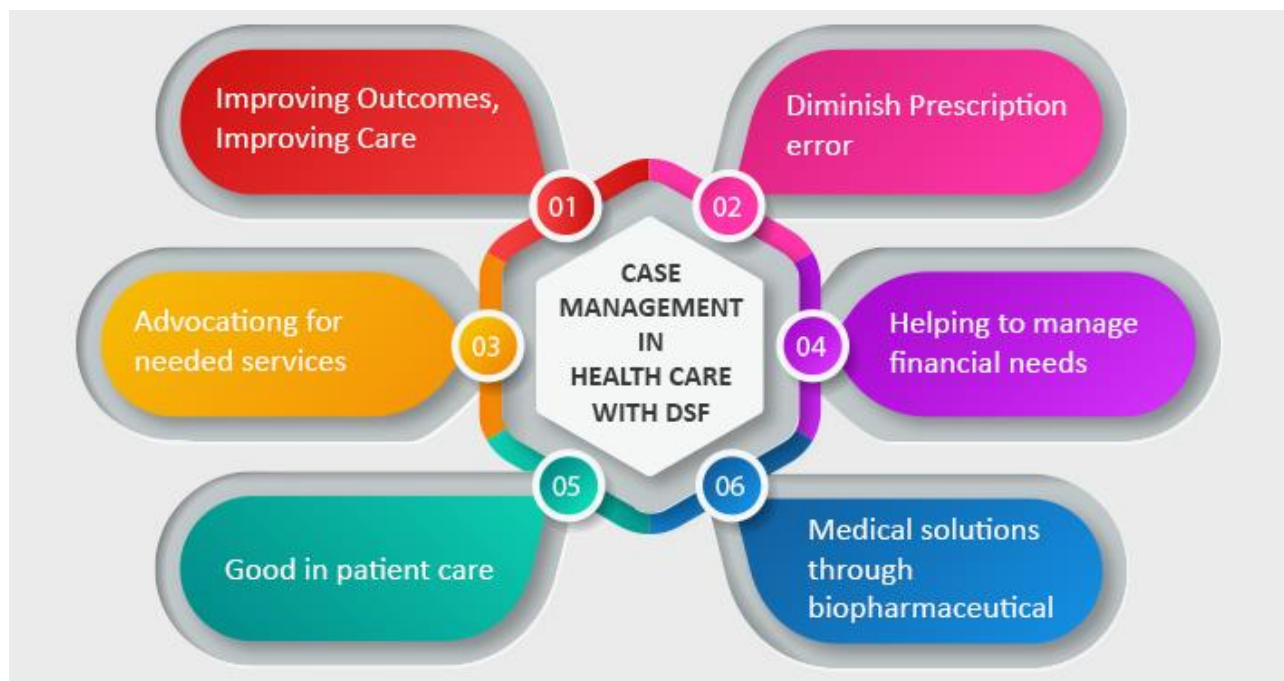 Improving Outcomes,
Improving Care
01
Diminish Prescription
error
02
Advocationg for
needed services
03
CASE
MANAGEMENT
IN
HEALTH CARE
WITH DSF
04
Helping to manage
financial needs
05
Good in patient care
06
Medical solutions
through
biopharmaceutical